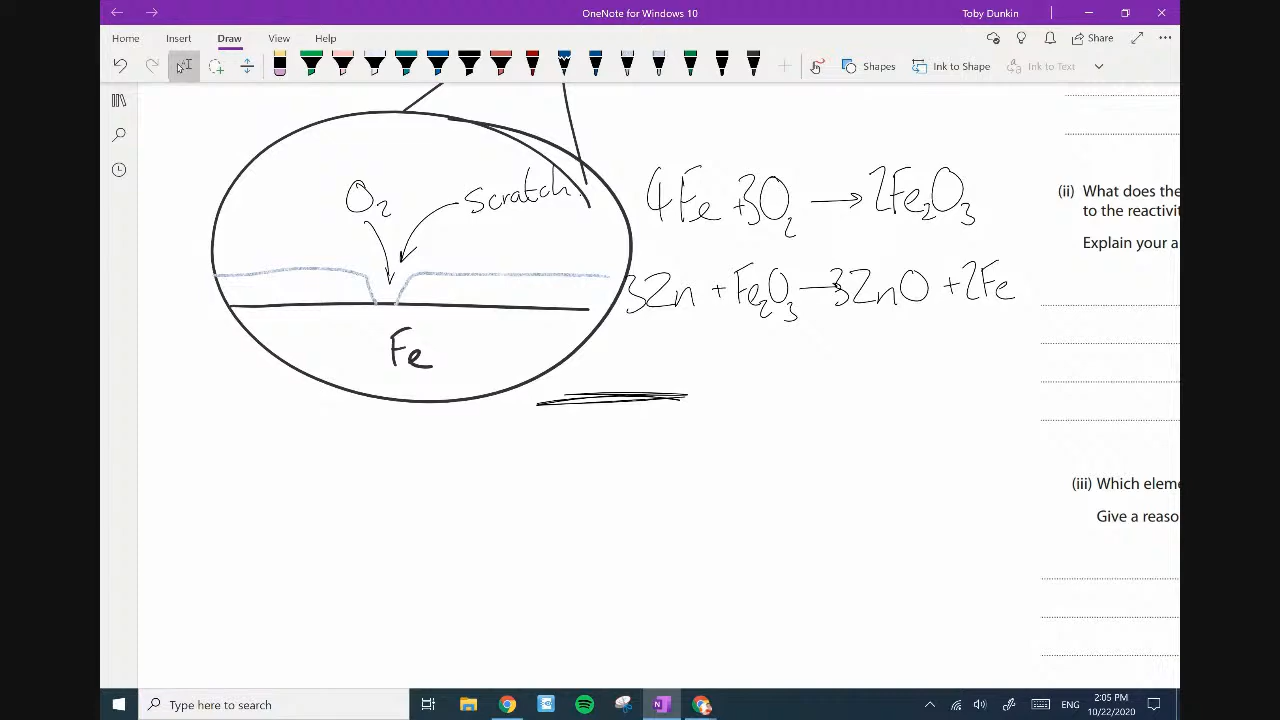 OneNote for Windows 10
Toby Dunkin
Home Insert Draw View Help
Share
Shapes
Ink to Shape
Ink to Text
O₂
scratch.
4Fe + 3O₂ → 2Fe₂O₃
3Zn + Fe₂O₃ → 3ZnO + 2Fe
Fe
(ii) What does the
to the reactivit
Explain your a
(iii) Which eleme
Give a reaso
Type here to search
ENG
2:05 PM
10/22/2020